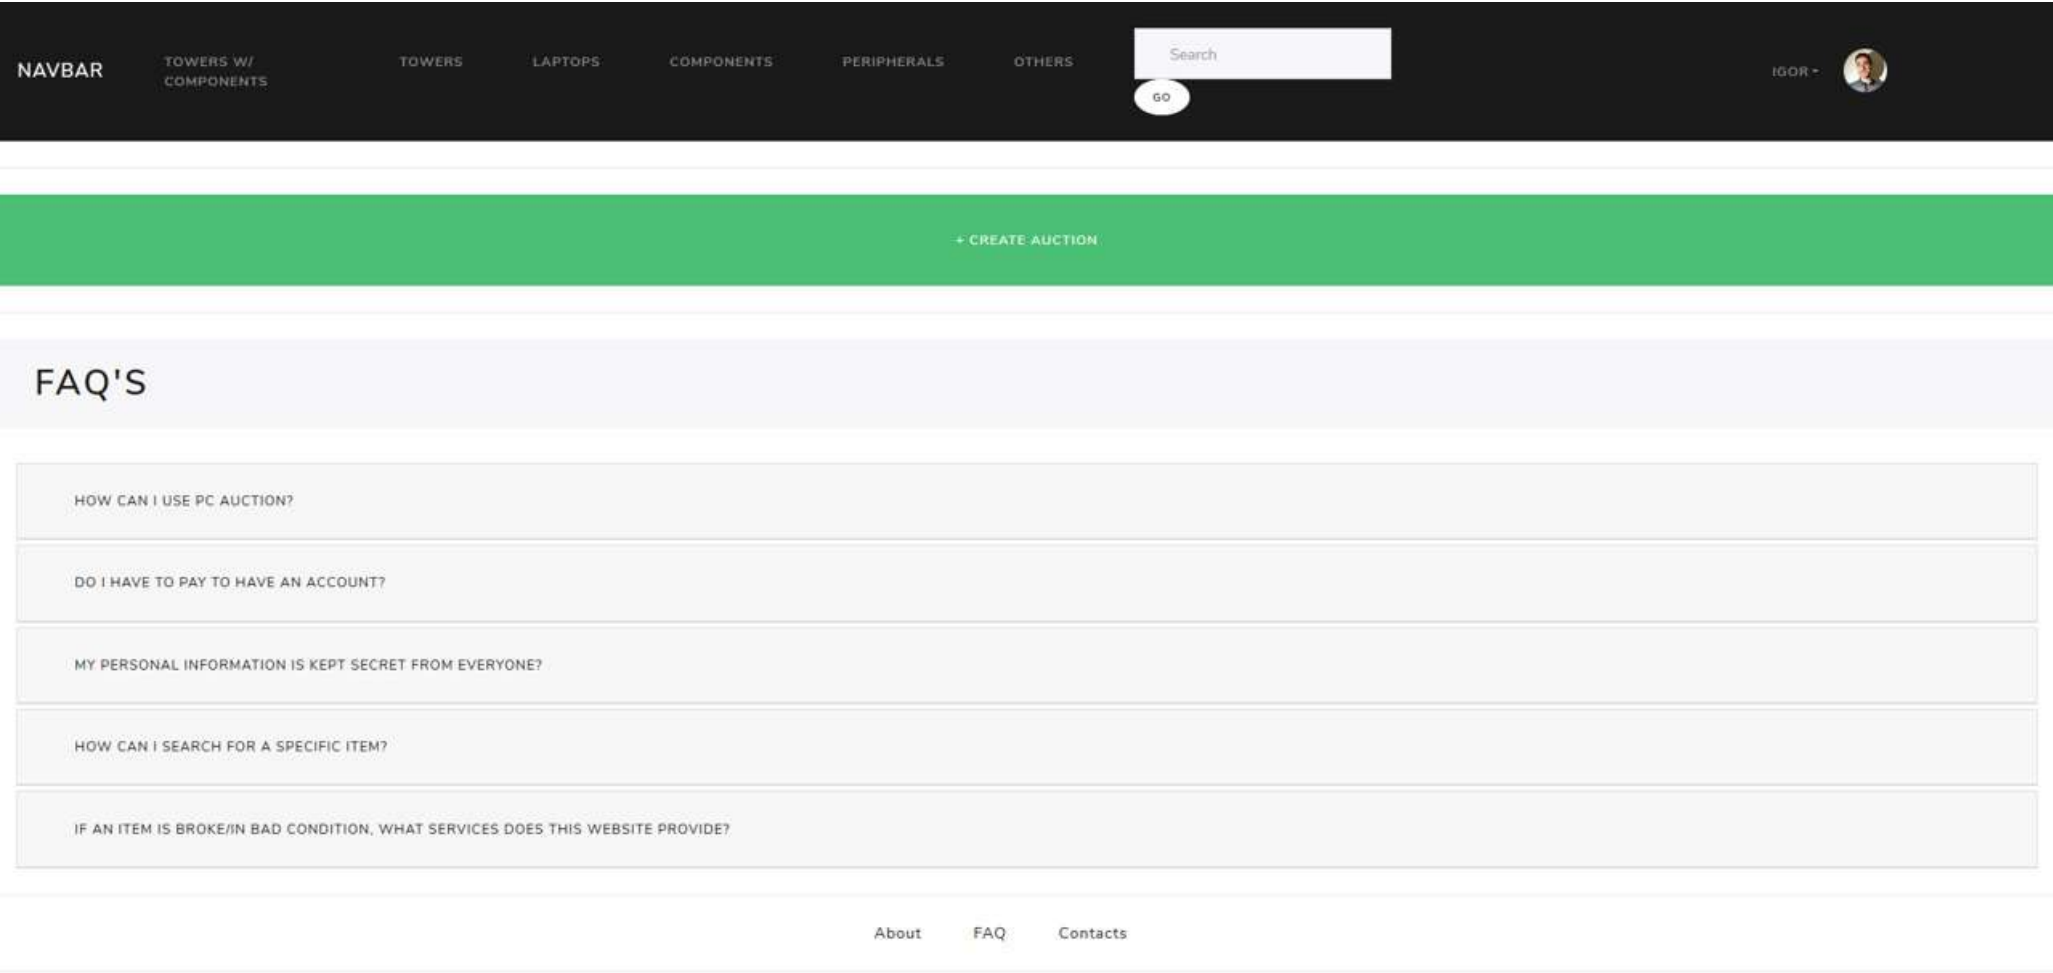 NAVBAR
TOWERS W/
COMPONENTS
TOWERS
LAPTOPS
COMPONENTS
PERIPHERALS
OTHERS
Search
GO
IGOR
+ CREATE AUCTION
FAQ'S
HOW CAN I USE PC AUCTION?
DO I HAVE TO PAY TO HAVE AN ACCOUNT?
MY PERSONAL INFORMATION IS KEPT SECRET FROM EVERYONE?
HOW CAN I SEARCH FOR A SPECIFIC ITEM?
IF AN ITEM IS BROKE/IN BAD CONDITION, WHAT SERVICES DOES THIS WEBSITE PROVIDE?
About FAQ Contacts